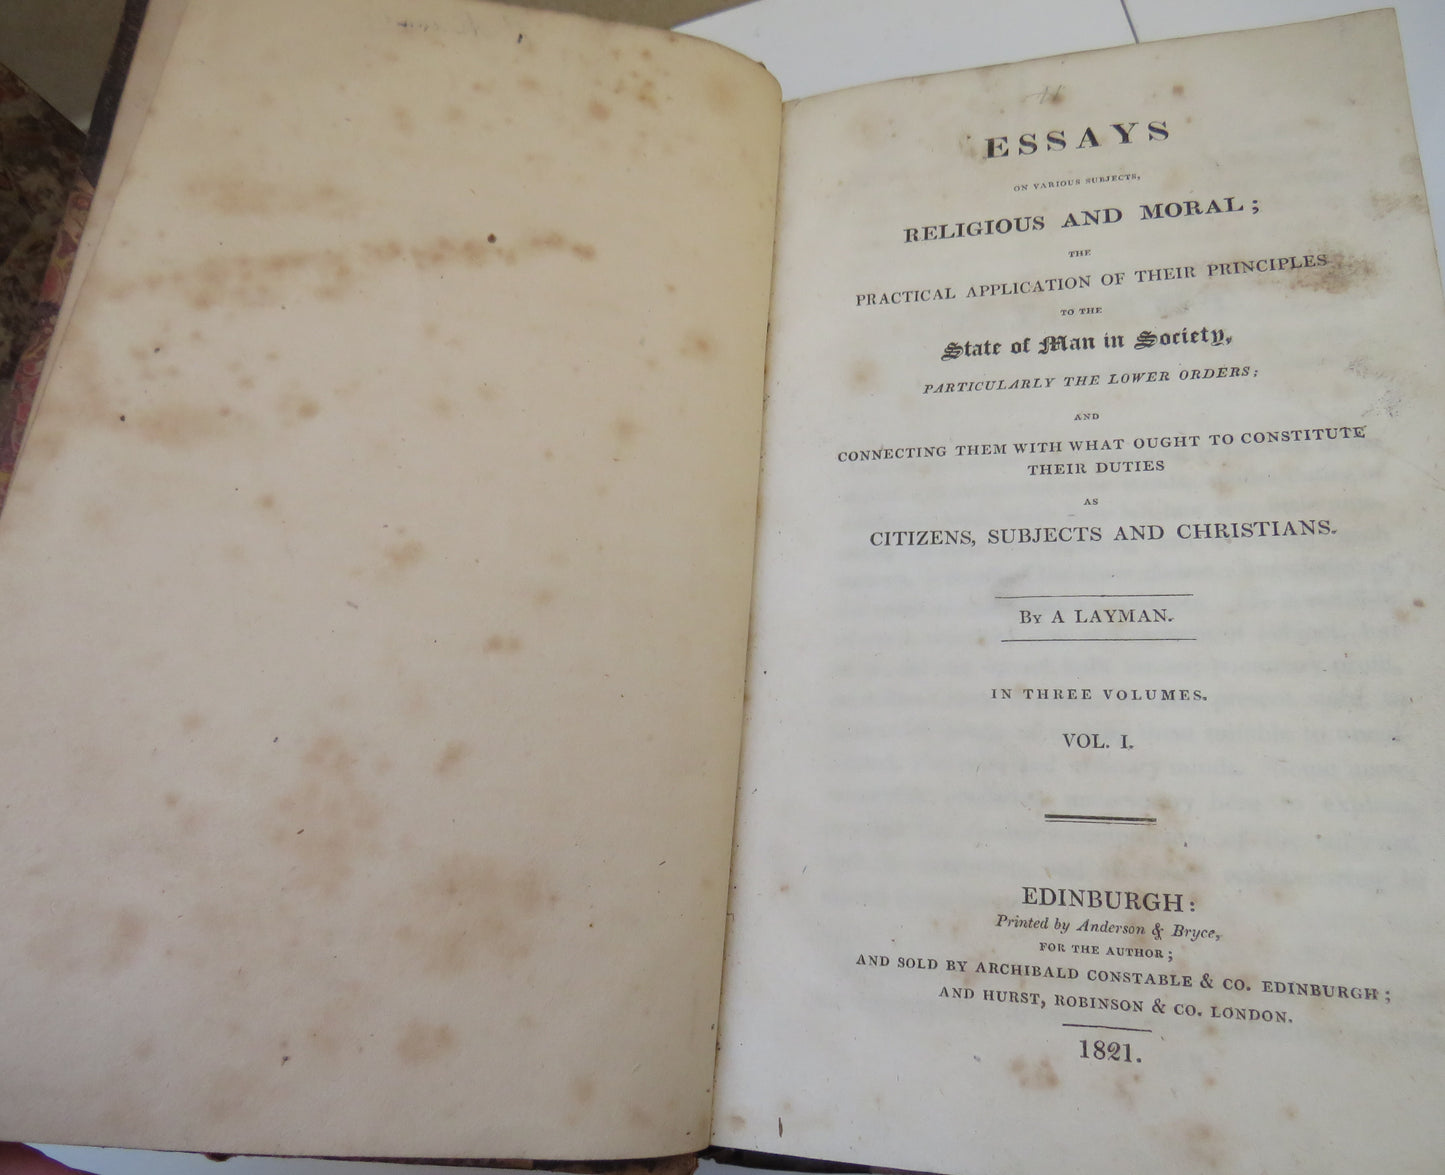 ESSAYS
ON VARIOUS SUBJECTS,
RELIGIOUS AND MORAL;
THE
PRACTICAL APPLICATION OF THEIR PRINCIPLES
TO THE
State of Man in Society,
PARTICULARLY THE LOWER ORDERS;
AND
CONNECTING THEM WITH WHAT OUGHT TO CONSTITUTE
THEIR DUTIES
AS
CITIZENS, SUBJECTS AND CHRISTIANS.
By A LAYMAN.
IN THREE VOLUMES.
VOL. I.
EDINBURGH:
Printed by Anderson & Bryce,
FOR THE AUTHOR;
AND SOLD BY ARCHIBALD CONSTABLE & CO. EDINBURGH;
AND HURST, ROBINSON & CO. LONDON.
1821.